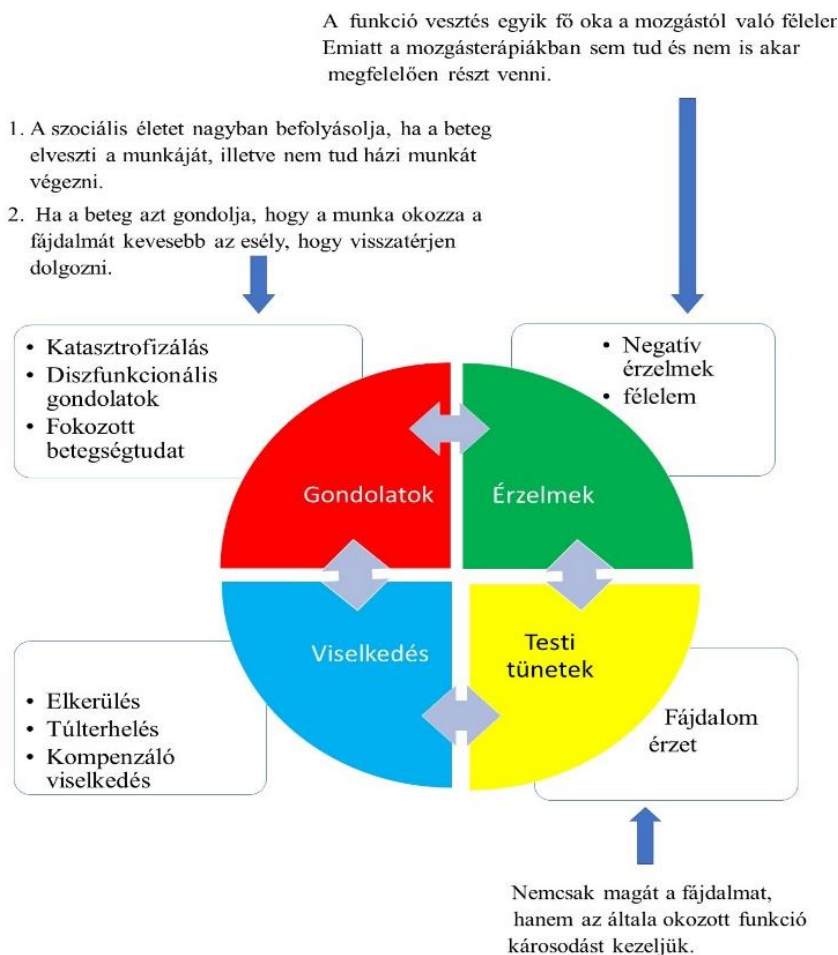 A funkció vesztés egyik fő oka a mozgástól való félelem
Emiatt a mozgásterápiákban sem tud és nem is akar
megfelelően részt venni.
1. A szociális életet nagyban befolyásolja, ha a beteg
elveszti a munkáját, illetve nem tud házi munkát
végezni.
2. Ha a beteg azt gondolja, hogy a munka okozza a
fájdalmát kevesebb az esély, hogy visszatérjen
dolgozni.
• Katasztrofizálás
• Diszfunkcionális
gondolatok
• Fokozott
betegségtudat
• Negatív
érzelmek
• félelem
Gondolatok
Érzelmek
Viselkedés
Testi
tünetek
• Elkerülés
• Túlterhelés
• Kompenzáló
viselkedés
Fájdalom
érzet
Nemcsak magát a fájdalmat,
hanem az általa okozott funkció
károsodást kezeljük.